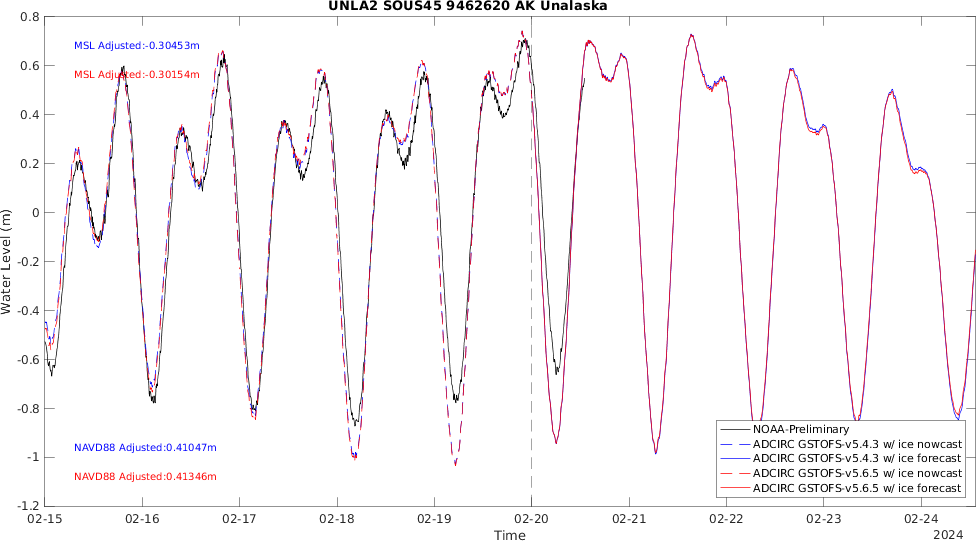 UNLA2 SOUS45 9462620 AK Unalaska
0.8
0.6
0.4
0.2
0
-0.2
-0.4
-0.6
-0.8
-1
-1.2
Water Level (m)
MSL Adjusted:-0.30453m
MSL Adjusted:-0.30154m
NAVD88 Adjusted:0.41047m
NAVD88 Adjusted:0.41346m
NOAA-Preliminary
ADCIRC GSTOFS-v5.4.3 w/ ice nowcast
ADCIRC GSTOFS-v5.4.3 w/ ice forecast
ADCIRC GSTOFS-v5.6.5 w/ ice nowcast
ADCIRC GSTOFS-v5.6.5 w/ ice forecast
02-15 02-16 02-17 02-18 02-19 02-20 02-21 02-22 02-23 02-24
Time
2024